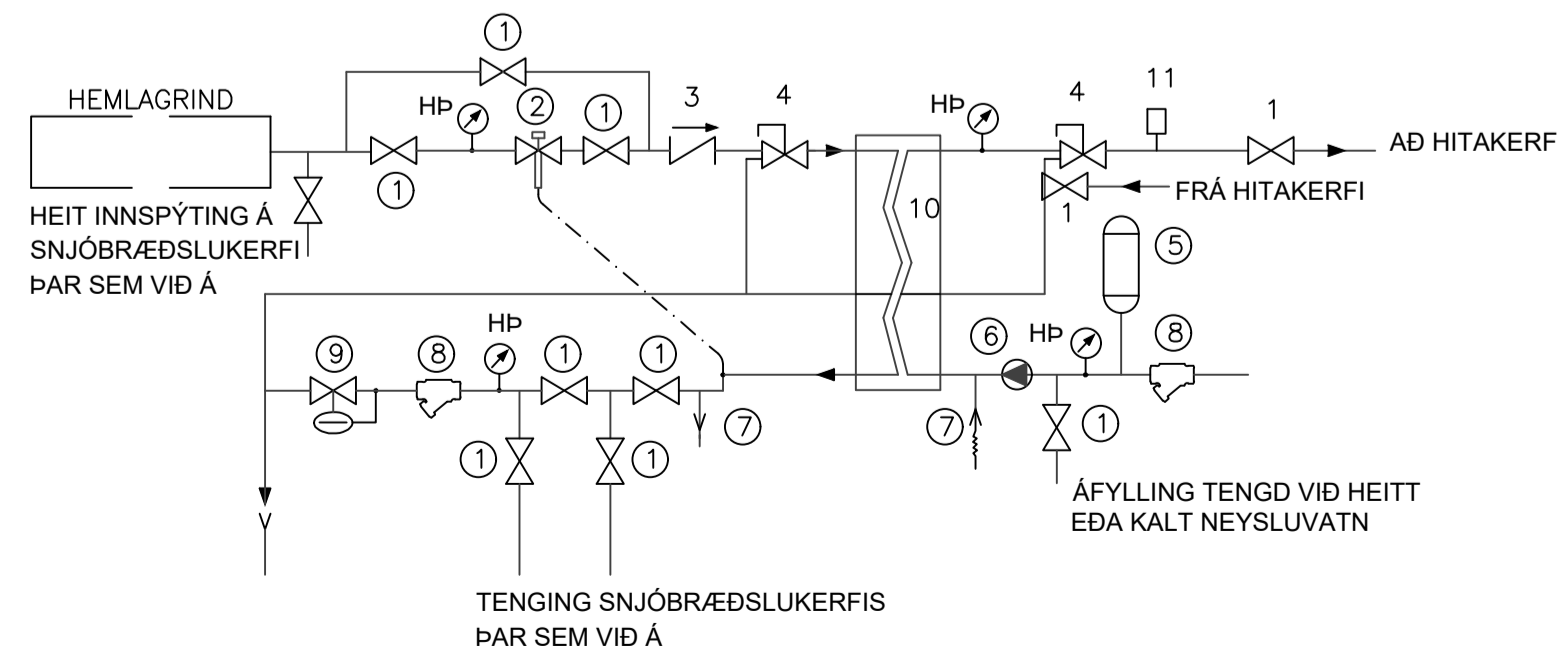 1
HEMLAGRIND
HÞ
2
1
3
4
HÞ
4
11
1
AÐ HITAKERF
1
HEIT INNSPÝTING Á
SNJÓBRÆÐSLUKERFI
ÞAR SEM VIÐ Á
10
1
FRÁ HITAKERFI
5
9
8
HÞ
1
1
6
HÞ
8
7
7
1
1
1
ÁFYLLING TENGD VIÐ HEITT
EÐA KALT NEYSLUVATN
TENGING SNJÓBRÆÐSLUKERFIS
ÞAR SEM VIÐ Á